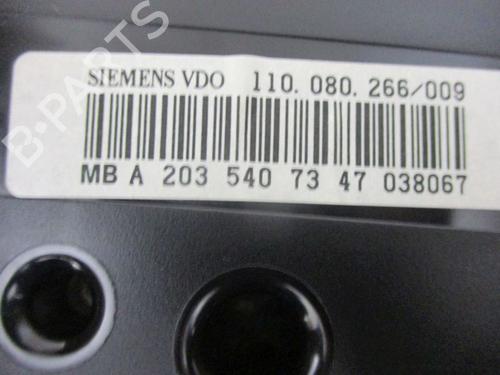 B-PARTS
SIEMENS VDO 110. 080. 266/009
MB A 203 540 73 47 038067